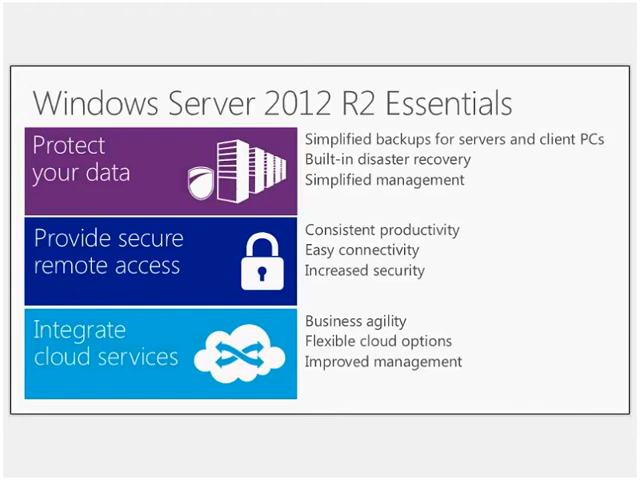 Windows Server 2012 R2 Essentials
Protect
your data
Simplified backups for servers and client PCs
Built-in disaster recovery
Simplified management
Provide secure
remote access
Consistent productivity
Easy connectivity
Increased security
Integrate
cloud services
Business agility
Flexible cloud options
Improved management